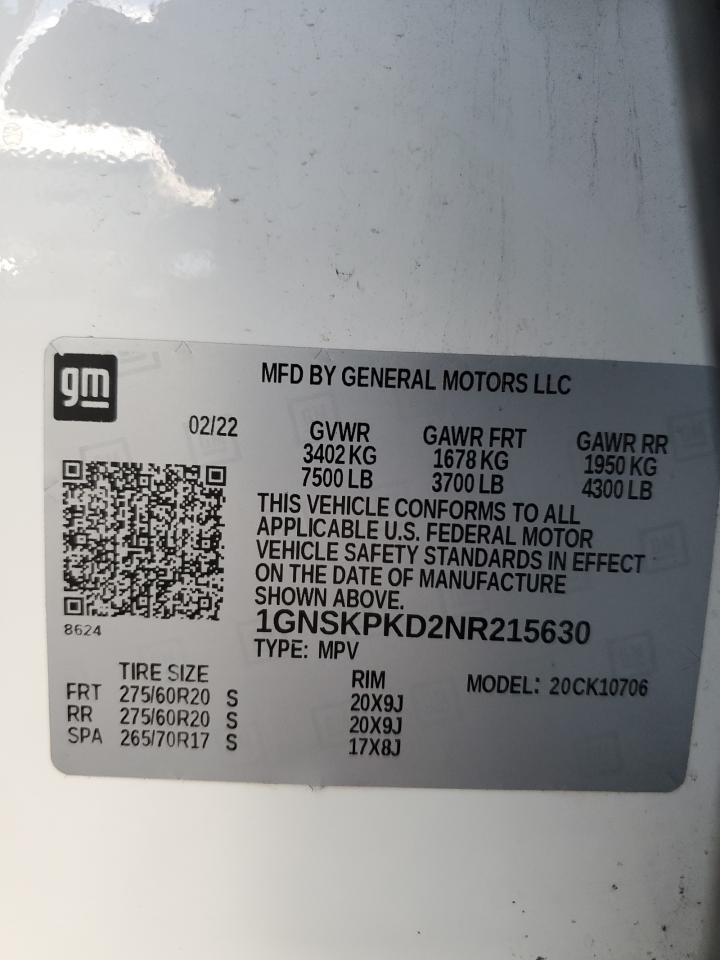 gm
MFD BY GENERAL MOTORS LLC
02/22
GVWR GAWR FRT GAWR RR
3402 KG 1678 KG 1950 KG
7500 LB 3700 LB 4300 LB
THIS VEHICLE CONFORMS TO ALL
APPLICABLE U.S. FEDERAL MOTOR
VEHICLE SAFETY STANDARDS IN EFFECT
ON THE DATE OF MANUFACTURE
SHOWN ABOVE.
8624
1GNSKPKD2NR215630
TYPE: MPV
TIRE SIZE RIM MODEL: 20CK10706
FRT 275/60R20 S 20X9J
RR 275/60R20 S 20X9J
SPA 265/70R17 S 17X8J